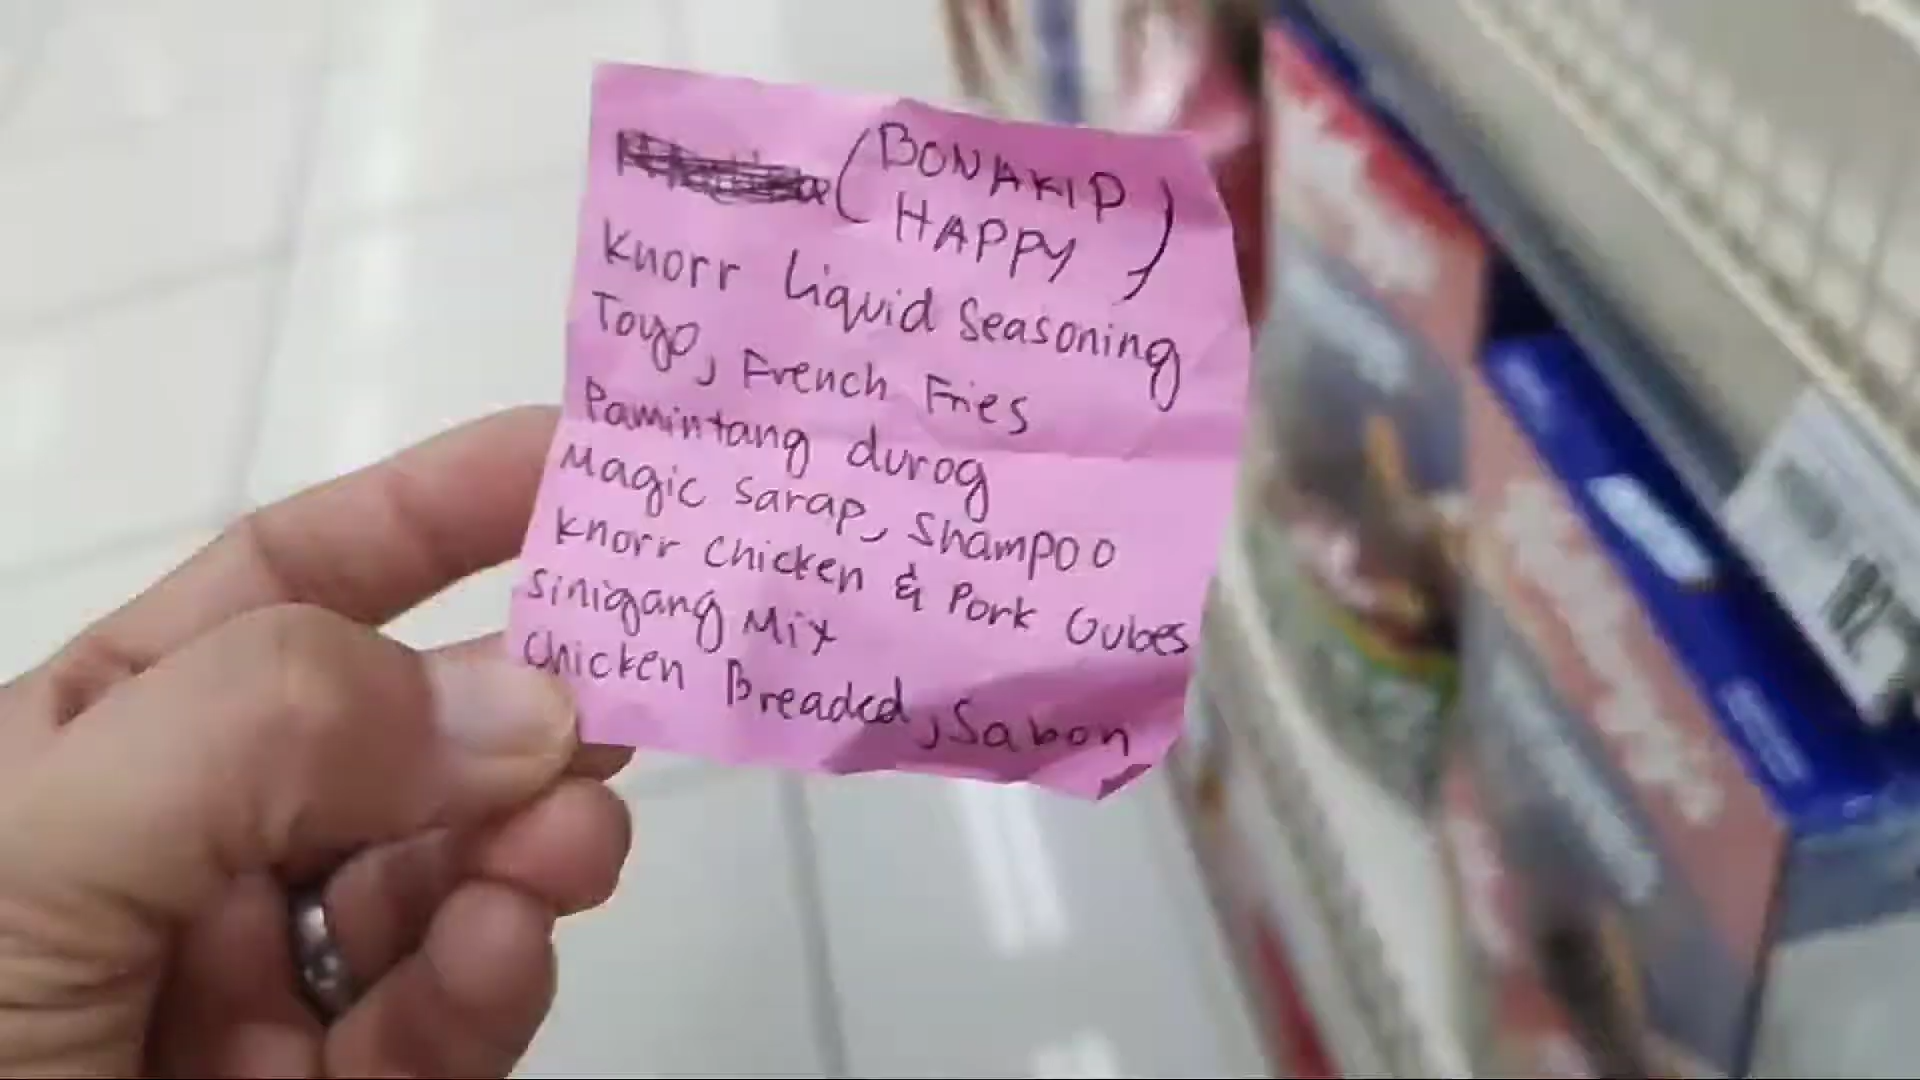 (BONAKID
HAPPY)
Knorr Liquid Seasoning
Toyo, French Fries
Pamintang durog
Magic Sarap, Shampoo
Knorr Chicken & Pork Cubes
Sinigang Mix
Chicken Breaded, Sabon